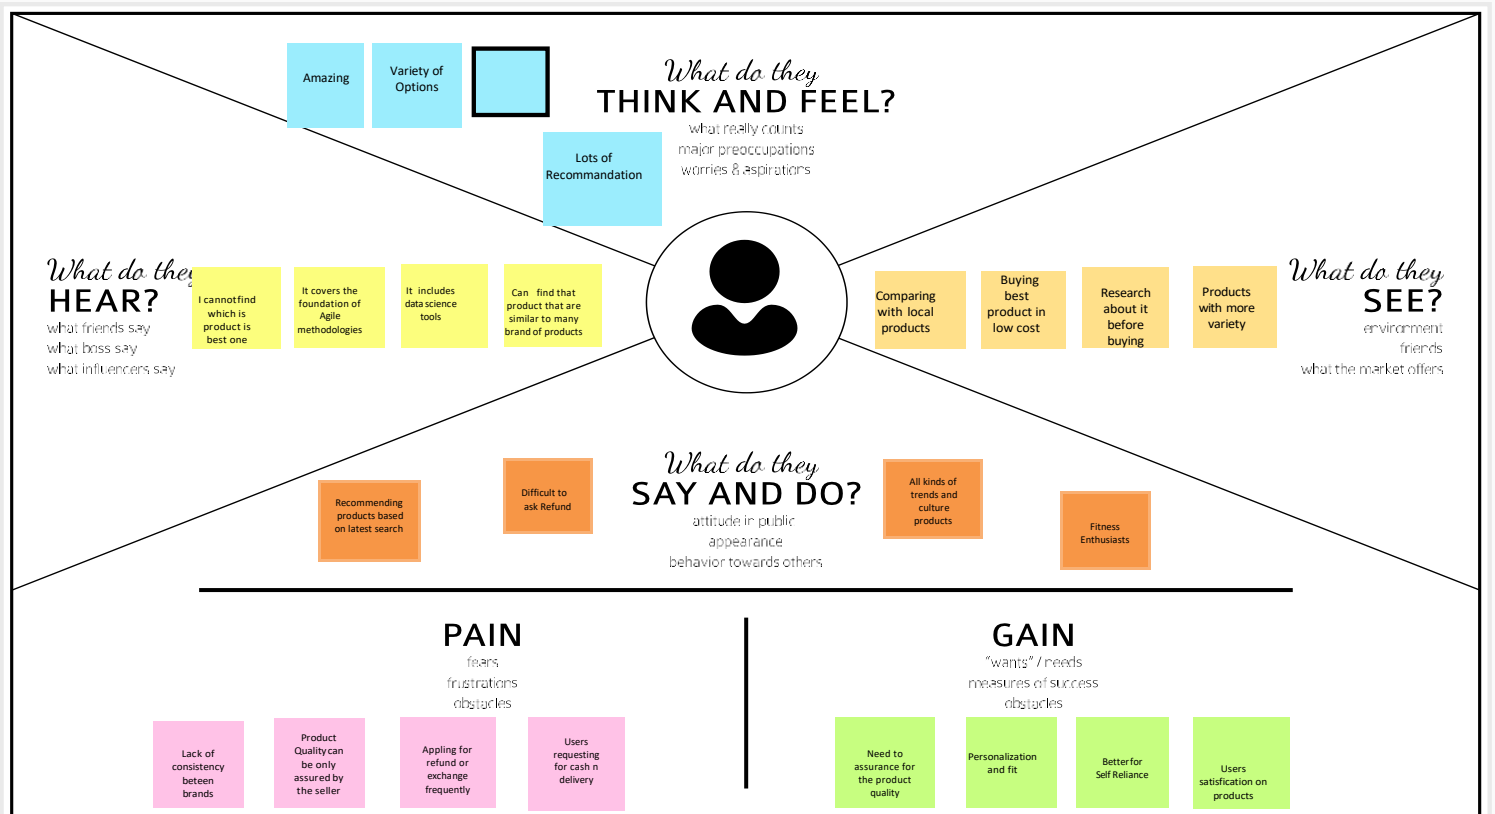 Amazing
Variety of
Options
What do they
THINK AND FEEL?
what really counts
major preoccupations
worries & aspirations
Lots of
Recommandation
What do they
HEAR?
what friends say
what boss say
what influencers say
I cannot find
which is
product is
best one
It covers the
foundation of
Agile
methodologies
It includes
data science
tools
Can find that
product that are
similar to many
brand of products
Comparing
with local
products
Buying
best
product in
low cost
Research
about it
before
buying
Products
with more
variety
What do they
SEE?
environment
friends
what the market offers
Recommending
products based
on latest search
Difficult to
ask Refund
What do they
SAY AND DO?
attitude in public
appearance
behavior towards others
All kinds of
trends and
culture
products
Fitness
Enthusiasts
PAIN
fears
frustrations
obstacles
Lack of
consistency
beteen
brands
Product
Quality can
be only
assured by
the seller
Appling for
refund or
exchange
frequently
Users
requesting
for cash n
delivery
GAIN
"wants" / needs
measures of success
obstacles
Need to
assurance for
the product
quality
Personalization
and fit
Better for
Self Reliance
Users
satisfication on
products